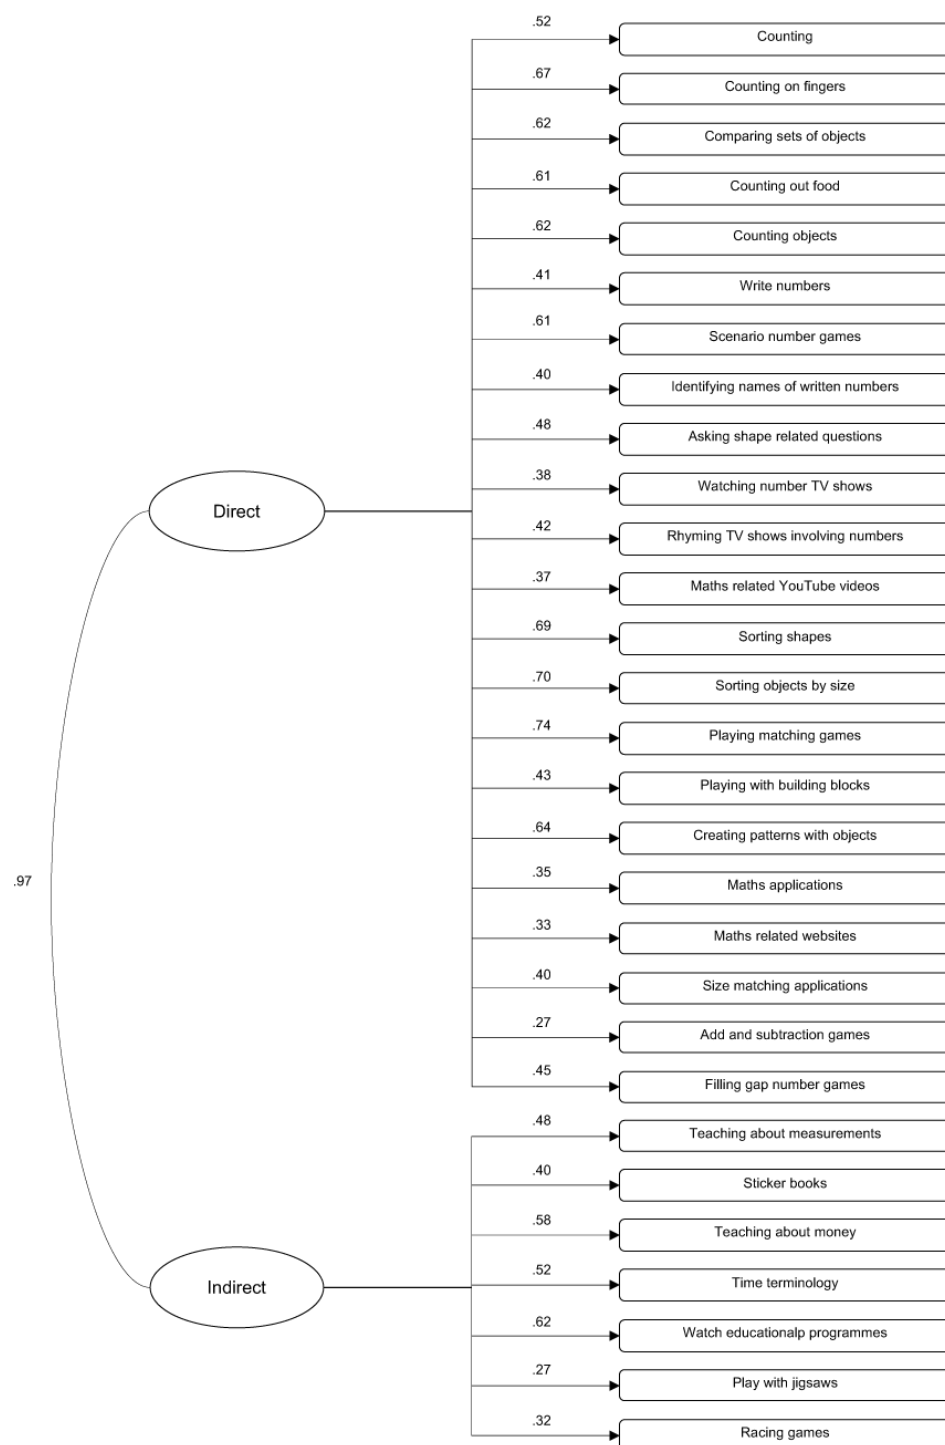 .52
Counting
.67
Counting on fingers
.62
Comparing sets of objects
.61
Counting out food
.62
Counting objects
.41
Write numbers
.61
Scenario number games
.40
Identifying names of written numbers
.48
Asking shape related questions
.38
Watching number TV shows
Direct
.42
Rhyming TV shows involving numbers
.37
Maths related YouTube videos
.69
Sorting shapes
.70
Sorting objects by size
.74
Playing matching games
.43
Playing with building blocks
.64
Creating patterns with objects
.97
.35
Maths applications
.33
Maths related websites
.40
Size matching applications
.27
Add and subtraction games
.45
Filling gap number games
.48
Teaching about measurements
.40
Sticker books
.58
Teaching about money
Indirect
.52
Time terminology
.62
Watch educationalp programmes
.27
Play with jigsaws
.32
Racing games